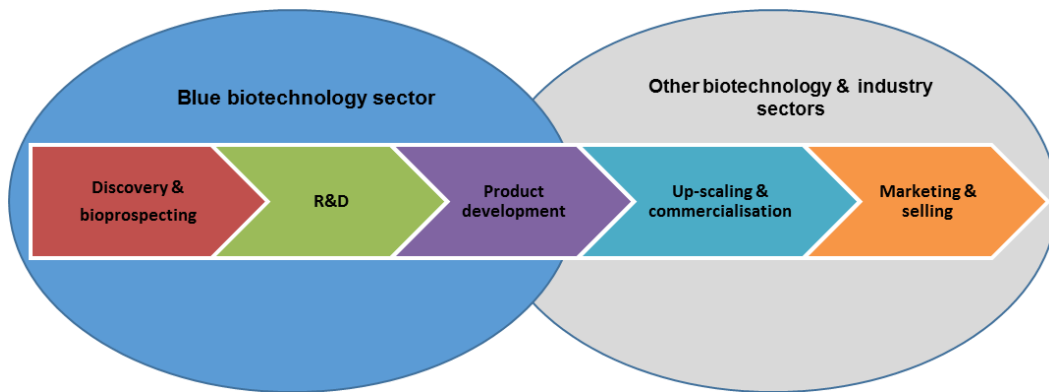 Blue biotechnology sector
Other biotechnology & industry
sectors
Discovery &
bioprospecting
R&D
Product
development
Up-scaling &
commercialisation
Marketing &
selling